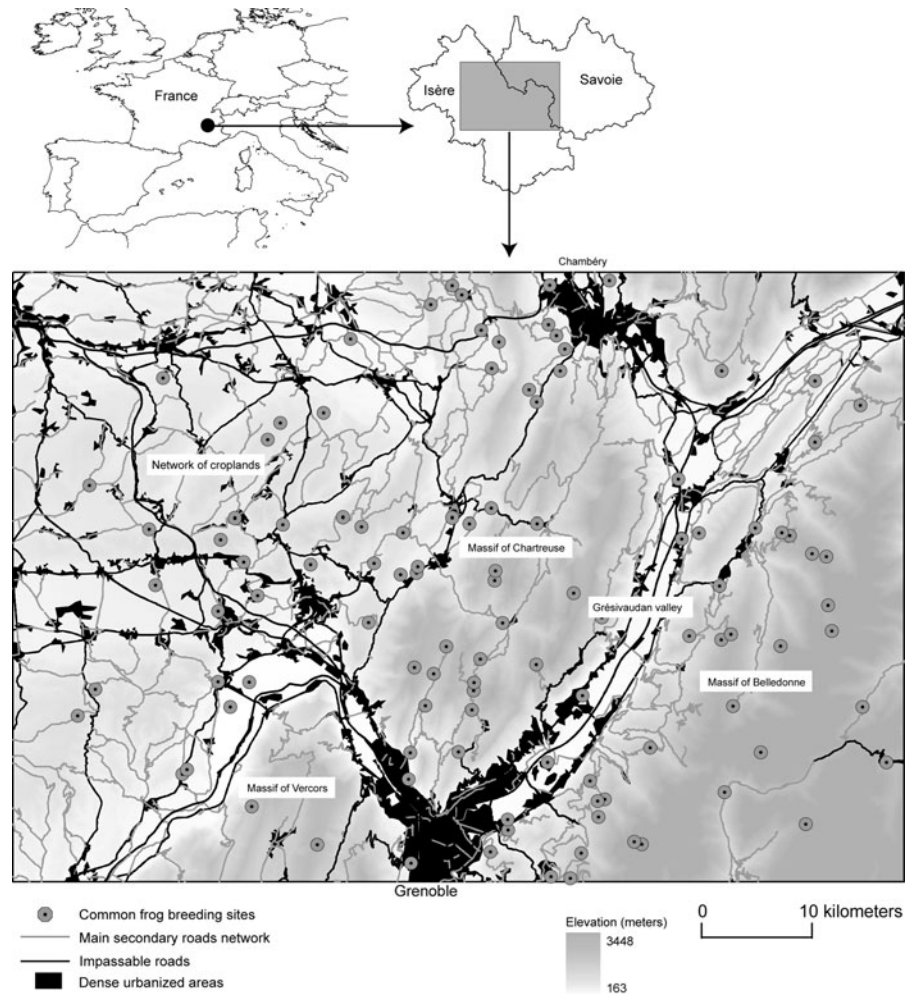 France
Isère
Savoie
Chambéry
Network of croplands
Massif of Chartreuse
Grésivaudan valley
Massif of Belledonne
Massif of Vercors
Grenoble
Common frog breeding sites
Main secondary roads network
Impassable roads
Dense urbanized areas
Elevation (meters)
3448
163
0 10 kilometers